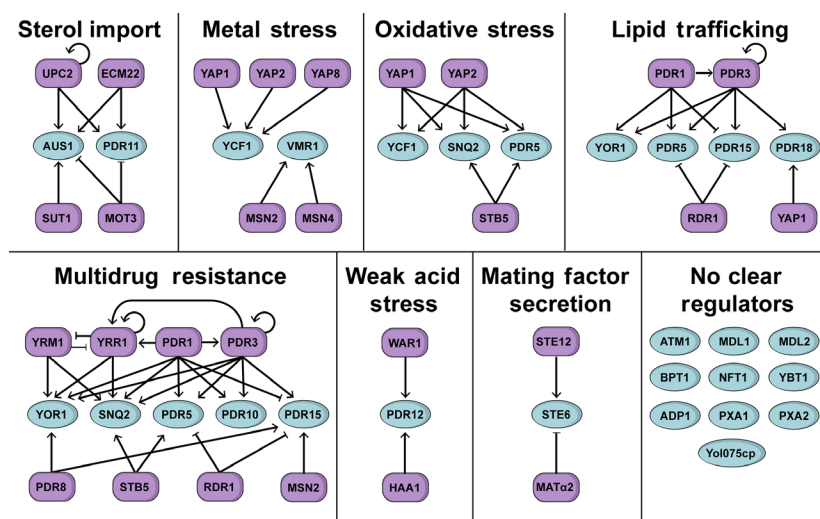 Sterol import
UPC2 ECM22
AUS1 PDR11
SUT1 MOT3
Metal stress
YAP1 YAP2 YAP8
YCF1 VMR1
MSN2 MSN4
Oxidative stress
YAP1 YAP2
YCF1 SNQ2 PDR5
STB5
Lipid trafficking
PDR1 PDR3
YOR1 PDR5 PDR15 PDR18
RDR1 YAP1
Multidrug resistance
YRM1 YRR1 PDR1 PDR3
YOR1 SNQ2 PDR5 PDR10 PDR15
PDR8 STB5 RDR1 MSN2
Weak acid
stress
WAR1
PDR12
HAA1
Mating factor
secretion
STE12
STE6
MATα2
No clear
regulators
ATM1 MDL1 MDL2
BPT1 NFT1 YBT1
ADP1 PXA1 PXA2
Yol075cp